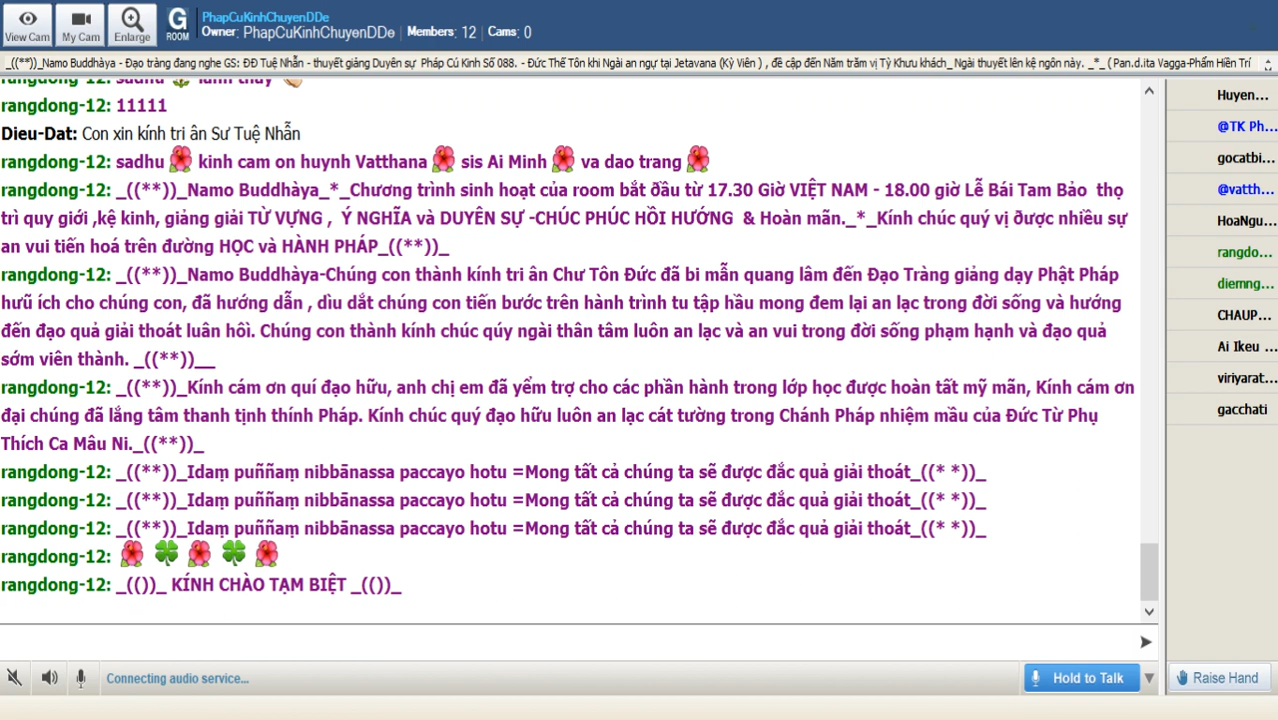 View Cam
My Cam
Enlarge
G
ROOM
PhapCuKinhChuyenDDe
Owner: PhapCuKinhChuyenDDe Members: 12 Cams: 0
_((**))_Namo Buddhàya - Đạo tràng đang nghe GS: ĐĐ Tuệ Nhẫn - thuyết giảng Duyên sự Pháp Cú Kinh Số 088. - Đức Thế Tôn khi Ngài an ngự tại Jetavana (Kỳ Viên) , đề cập đến Năm trăm vị Tỳ Khưu khách_ Ngài thuyết lên kệ ngôn này. _*_ ( Pan.d.ita Vagga-Phẩm Hiền Trí
rangdong-12: 11111
Dieu-Dat: Con xin kính tri ân Sư Tuệ Nhẫn
rangdong-12: sadhu kinh cam on huynh Vatthana sis Ai Minh va dao trang
rangdong-12: _((**))_Namo Buddhàya_*_Chương trình sinh hoạt của room bắt ðầu từ 17.30 Giờ VIỆT NAM - 18.00 giờ Lễ Bái Tam Bảo thọ
trì quy giới ,kệ kinh, giảng giải TỪ VỰNG , Ý NGHĨA và DUYÊN SỰ -CHÚC PHÚC HỒI HƯỚNG & Hoàn mãn._*_Kính chúc quý vị ðược nhiều sự
an vui tiến hoá trên đường HỌC và HÀNH PHÁP_((**))_
rangdong-12: _((**))_Namo Buddhàya-Chúng con thành kính tri ân Chư Tôn Đức đã bi mẫn quang lâm đến Đạo Tràng giảng dạy Phật Pháp
hưũ ích cho chúng con, đã hướng dẫn , dìu dắt chúng con tiến bước trên hành trình tu tập hầu mong đem lại an lạc trong đời sống và hướng
đến đạo quả giải thoát luân hồi. Chúng con thành kính chúc qúy ngài thân tâm luôn an lạc và an vui trong đời sống phạm hạnh và đạo quả
sớm viên thành. _((**))__
rangdong-12: _((**))_Kính cám ơn quí đạo hữu, anh chị em đã yểm trợ cho các phần hành trong lớp học được hoàn tất mỹ mãn, Kính cám ơn
đại chúng đã lắng tâm thanh tịnh thính Pháp. Kính chúc quý đạo hữu luôn an lạc cát tường trong Chánh Pháp nhiệm mầu của Đức Từ Phụ
Thích Ca Mâu Ni._((**))_
rangdong-12: _((**))_Idaṃ puññaṃ nibbānassa paccayo hotu =Mong tất cả chúng ta sẽ được đắc quả giải thoát_((* *))_
rangdong-12: _((**))_Idaṃ puññaṃ nibbānassa paccayo hotu =Mong tất cả chúng ta sẽ được đắc quả giải thoát_((* *))_
rangdong-12: _((**))_Idaṃ puññaṃ nibbānassa paccayo hotu =Mong tất cả chúng ta sẽ được đắc quả giải thoát_((* *))_
rangdong-12:
rangdong-12: _(())_ KÍNH CHÀO TẠM BIỆT _(())_
Huyen...
@TK Ph...
gocatbi...
@vatth...
HoaNgu...
rangdo...
diemng...
CHAUP...
Ai Ikeu ...
viriyarat...
gacchati
Connecting audio service...
Hold to Talk
Raise Hand